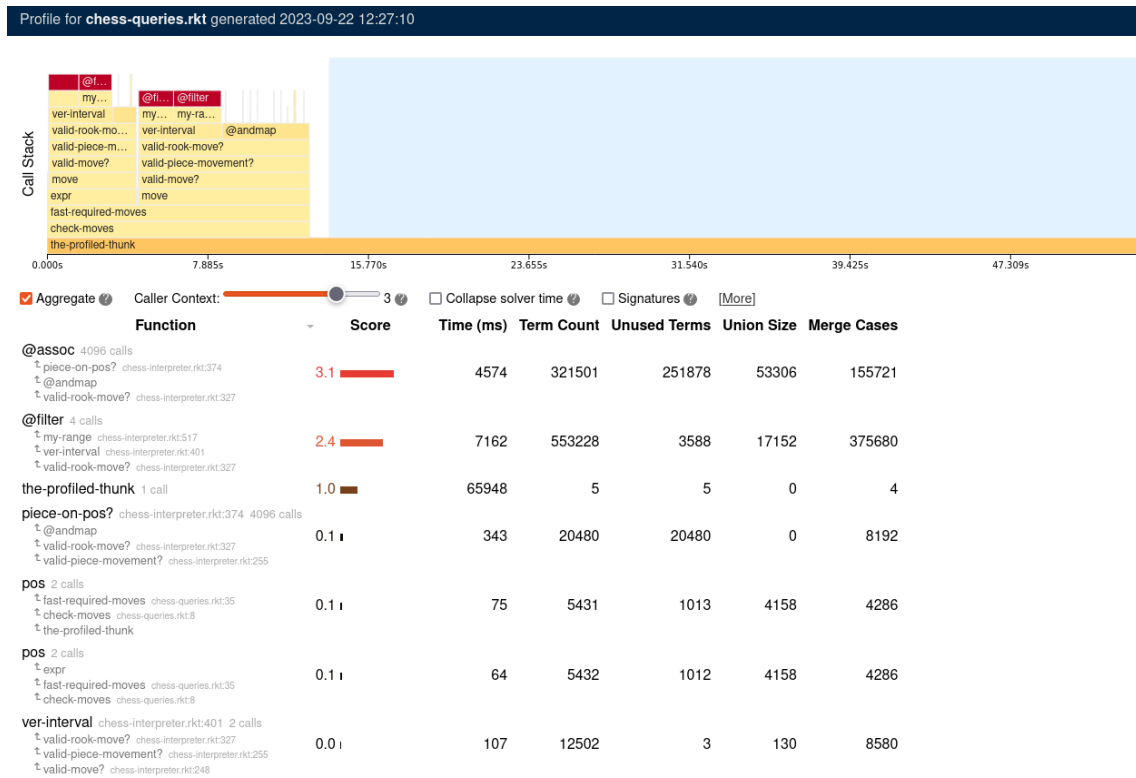 Profile for chess-queries.rkt generated 2023-09-22 12:27:10
@f...
my...
@fi... @filter
ver-interval my... my-ra...
valid-rook-mo... ver-interval @andmap
valid-piece-m... valid-rook-move?
valid-move? valid-piece-movement?
move valid-move?
expr move
fast-required-moves
check-moves
the-profiled-thunk
Call Stack
0.000s 7.885s 15.770s 23.655s 31.540s 39.425s 47.309s
Aggregate ? Caller Context: 3 ? Collapse solver time ? Signatures ? [More]
Function Score Time (ms) Term Count Unused Terms Union Size Merge Cases
@assoc 4096 calls
piece-on-pos? chess-interpreter.rkt:374
@andmap
valid-rook-move? chess-interpreter.rkt:327
3.1 4574 321501 251878 53306 155721
@filter 4 calls
my-range chess-interpreter.rkt:517
ver-interval chess-interpreter.rkt:401
valid-rook-move? chess-interpreter.rkt:327
2.4 7162 553228 3588 17152 375680
the-profiled-thunk 1 call 1.0 65948 5 5 0 4
piece-on-pos? chess-interpreter.rkt:374 4096 calls
@andmap
valid-rook-move? chess-interpreter.rkt:327
valid-piece-movement? chess-interpreter.rkt:255
0.1 343 20480 20480 0 8192
pos 2 calls
fast-required-moves chess-queries.rkt:35
check-moves chess-queries.rkt:8
the-profiled-thunk
0.1 75 5431 1013 4158 4286
pos 2 calls
expr
fast-required-moves chess-queries.rkt:35
check-moves chess-queries.rkt:8
0.1 64 5432 1012 4158 4286
ver-interval chess-interpreter.rkt:401 2 calls
valid-rook-move? chess-interpreter.rkt:327
valid-piece-movement? chess-interpreter.rkt:255
valid-move? chess-interpreter.rkt:248
0.0 107 12502 3 130 8580